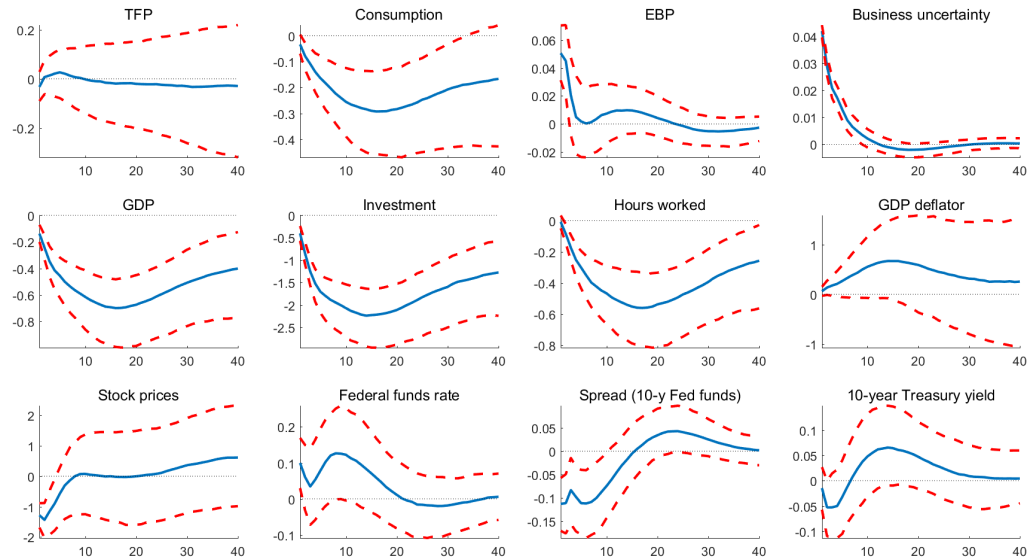 TFP
Consumption
EBP
Business uncertainty
0.2
0
-0.2
10 20 30 40
0
-0.1
-0.2
-0.3
-0.4
10 20 30 40
0.06
0.04
0.02
0
-0.02
10 20 30 40
0.04
0.03
0.02
0.01
0
10 20 30 40
GDP
Investment
Hours worked
GDP deflator
0
-0.2
-0.4
-0.6
-0.8
10 20 30 40
0
-0.5
-1
-1.5
-2
-2.5
10 20 30 40
0
-0.2
-0.4
-0.6
-0.8
10 20 30 40
1
0
-1
10 20 30 40
Stock prices
Federal funds rate
Spread (10-y Fed funds)
10-year Treasury yield
2
1
0
-1
-2
10 20 30 40
0.2
0.1
0
-0.1
10 20 30 40
0.05
0
-0.05
-0.1
-0.15
10 20 30 40
0.1
0.05
0
-0.05
-0.1
10 20 30 40